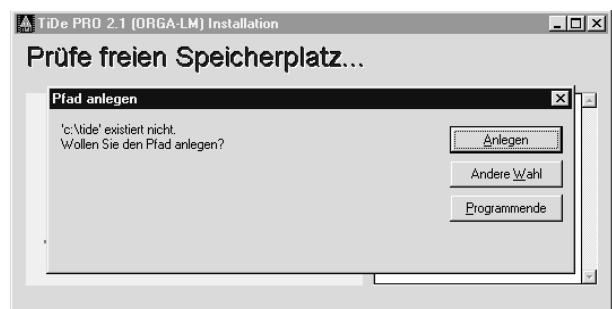 TiDe PRO 2.1 (ORGA-LM) Installation
Prüfe freien Speicherplatz...
Pfad anlegen
'c:\tide' existiert nicht.
Wollen Sie den Pfad anlegen?
Anlegen
Andere Wahl
Programmende